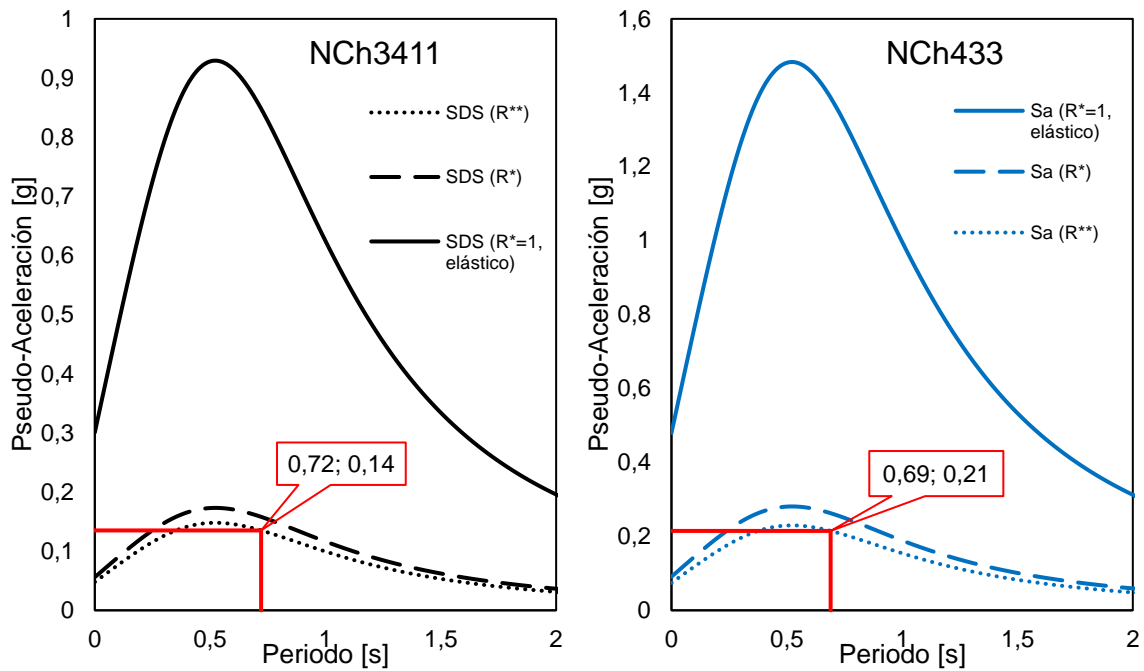 NCh3411
Pseudo-Aceleración [g]
1
0,9
0,8
0,7
0,6
0,5
0,4
0,3
0,2
0,1
0
SDS (R**)
SDS (R*)
SDS (R*=1,
elástico)
0,72; 0,14
0
0,5
1
1,5
2
Periodo [s]
NCh433
Pseudo-Aceleración [g]
1,6
1,4
1,2
1
0,8
0,6
0,4
0,2
0
Sa (R*=1,
elástico)
Sa (R*)
Sa (R**)
0,69; 0,21
0
0,5
1
1,5
2
Periodo [s]